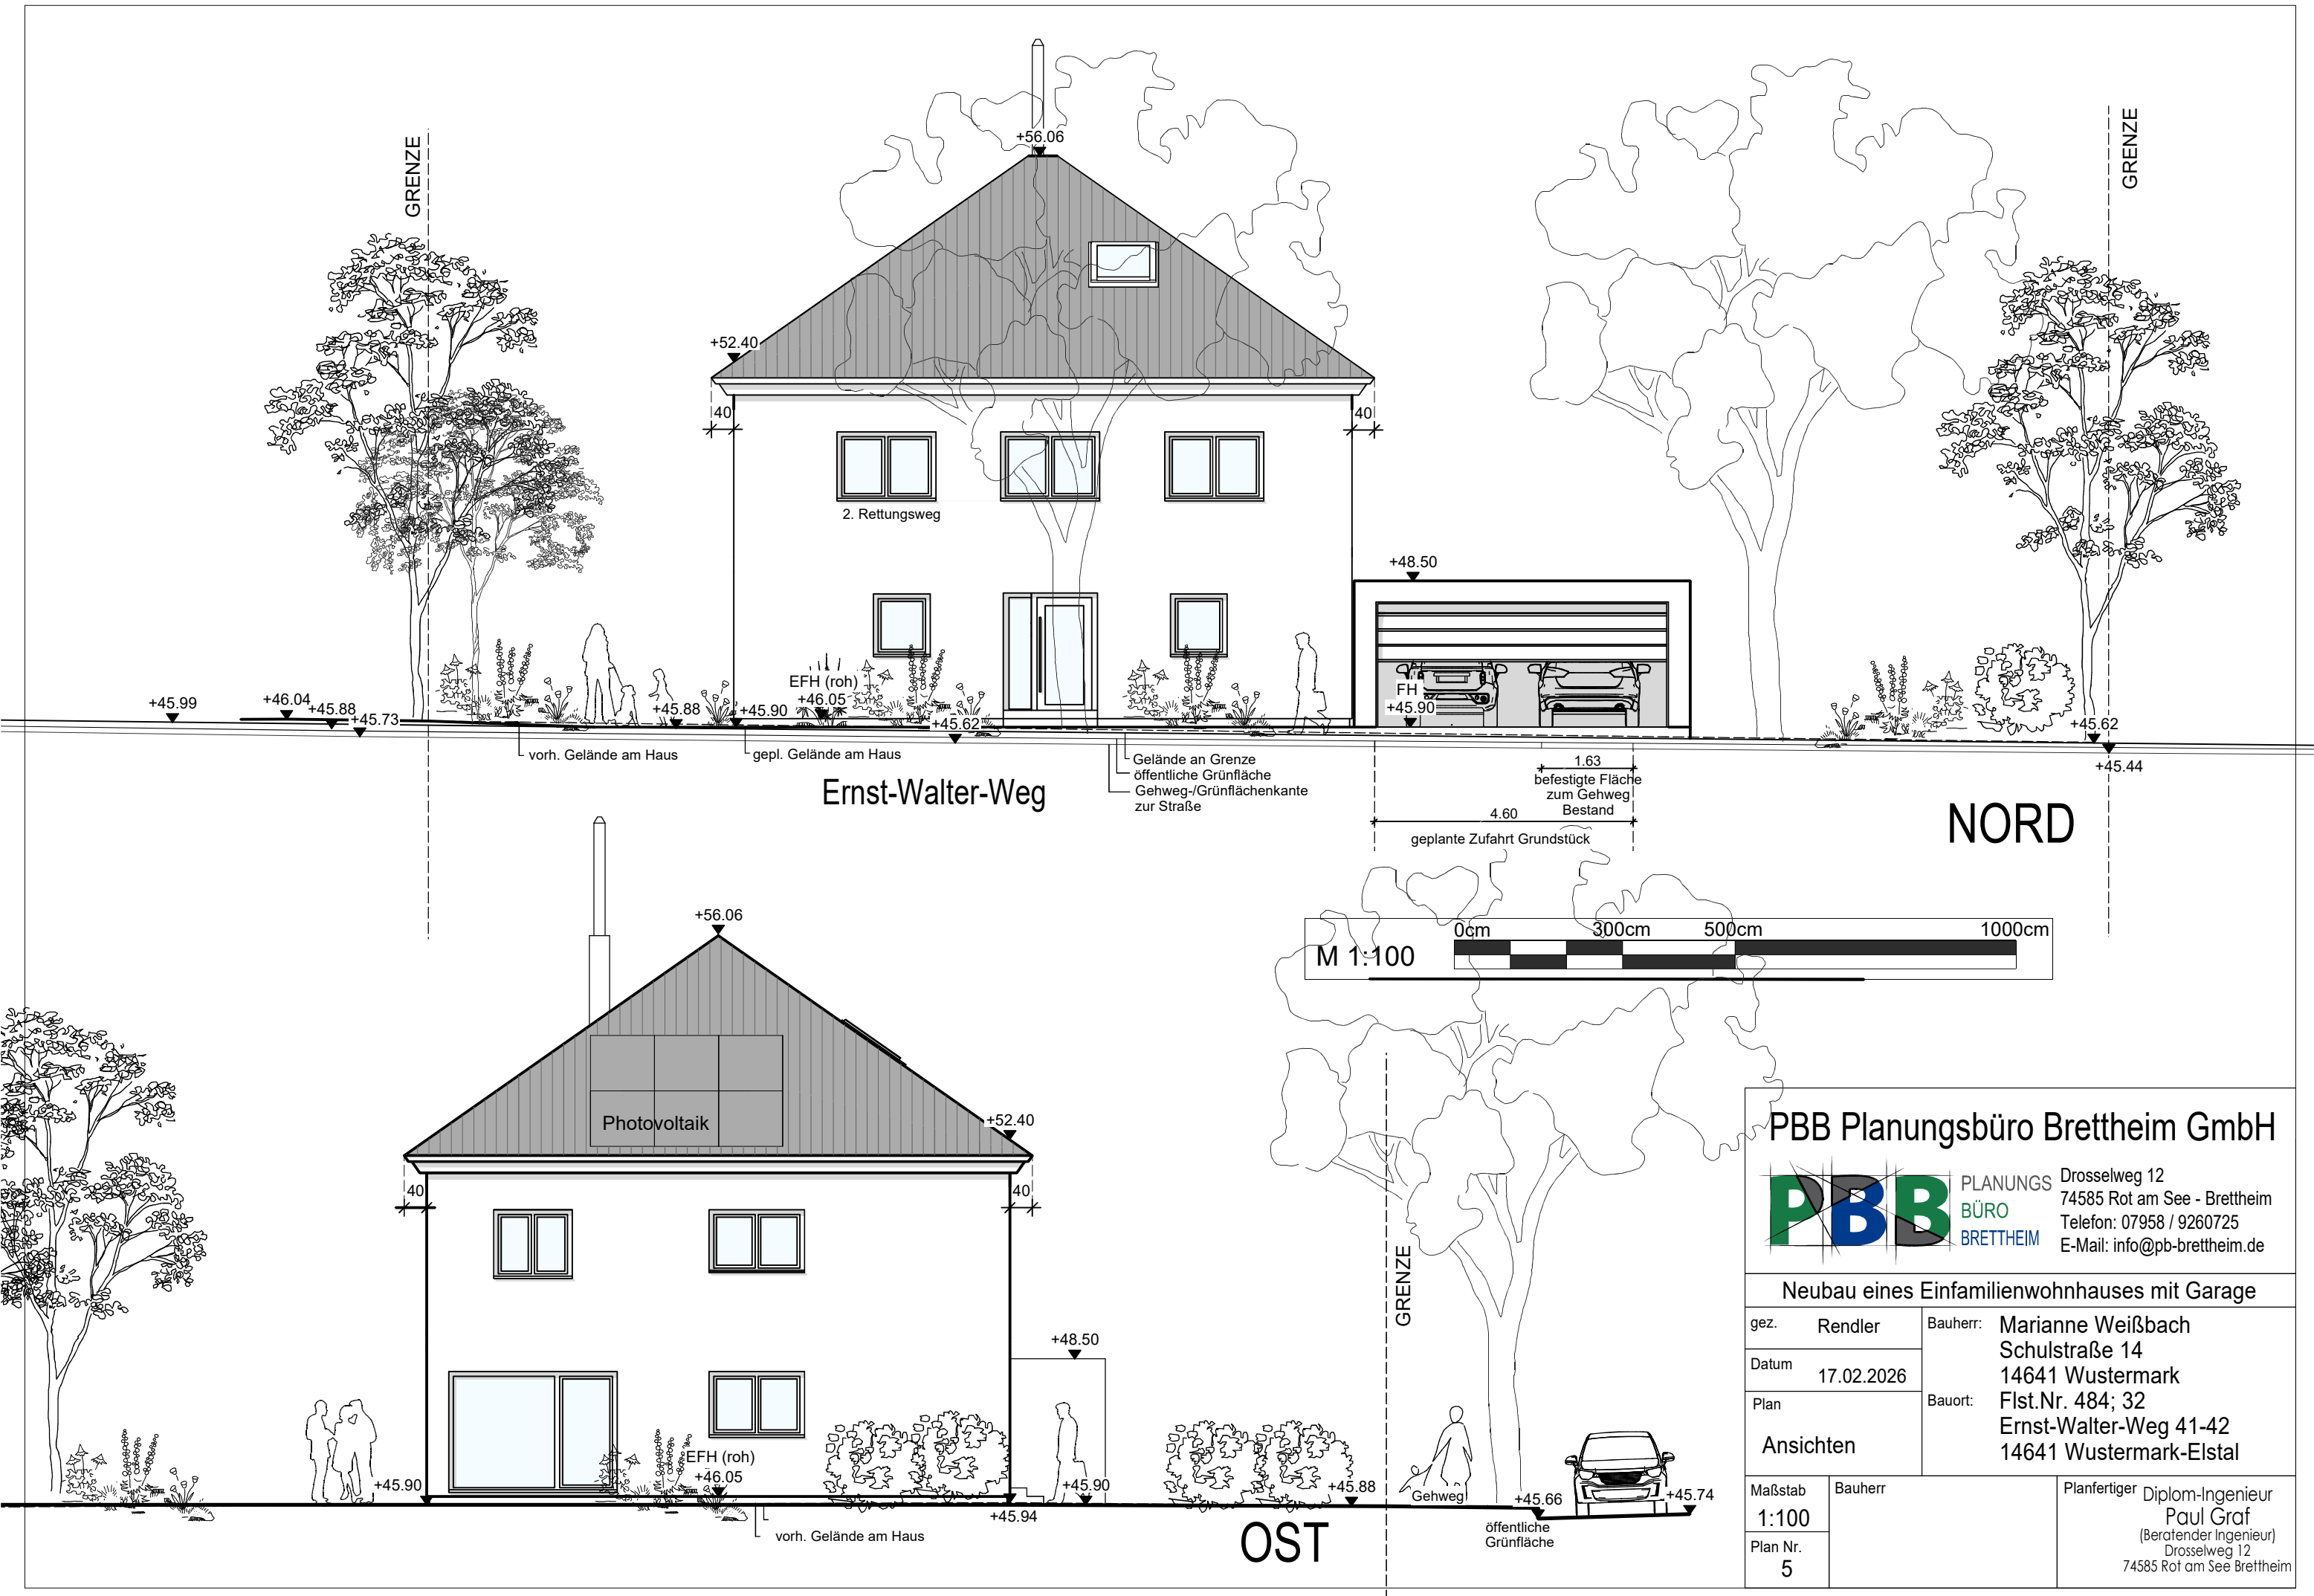 GRENZE
GRENZE
+56.06
+52.40
40
40
2. Rettungsweg
+48.50
EFH (roh)
+46.05
FH
+45.90
+45.99
+46.04
+45.88
+45.73
+45.88
+45.90
+45.62
+45.62
+45.44
vorh. Gelände am Haus
gepl. Gelände am Haus
Gelände an Grenze
öffentliche Grünfläche
Gehweg-/Grünflächenkante
zur Straße
Ernst-Walter-Weg
1.63
befestigte Fläche
zum Gehweg
Bestand
4.60
geplante Zufahrt Grundstück
NORD
M 1:100
0cm
300cm
500cm
1000cm
+56.06
Photovoltaik
+52.40
40
40
+48.50
GRENZE
EFH (roh)
+46.05
+45.90
+45.90
+45.94
+45.88
Gehweg
+45.66
+45.74
vorh. Gelände am Haus
öffentliche
Grünfläche
OST
PBB Planungsbüro Brettheim GmbH
PBB
PLANUNGS
BÜRO
BRETTHEIM
Drosselweg 12
74585 Rot am See - Brettheim
Telefon: 07958 / 9260725
E-Mail: info@pb-brettheim.de
Neubau eines Einfamilienwohnhauses mit Garage
gez. Rendler
Datum 17.02.2026
Plan
Ansichten
Bauherr: Marianne Weißbach
Schulstraße 14
14641 Wustermark
Bauort: Flst.Nr. 484; 32
Ernst-Walter-Weg 41-42
14641 Wustermark-Elstal
Maßstab
1:100
Plan Nr.
5
Bauherr
Planfertiger Diplom-Ingenieur
Paul Graf
(Beratender Ingenieur)
Drosselweg 12
74585 Rot am See Brettheim